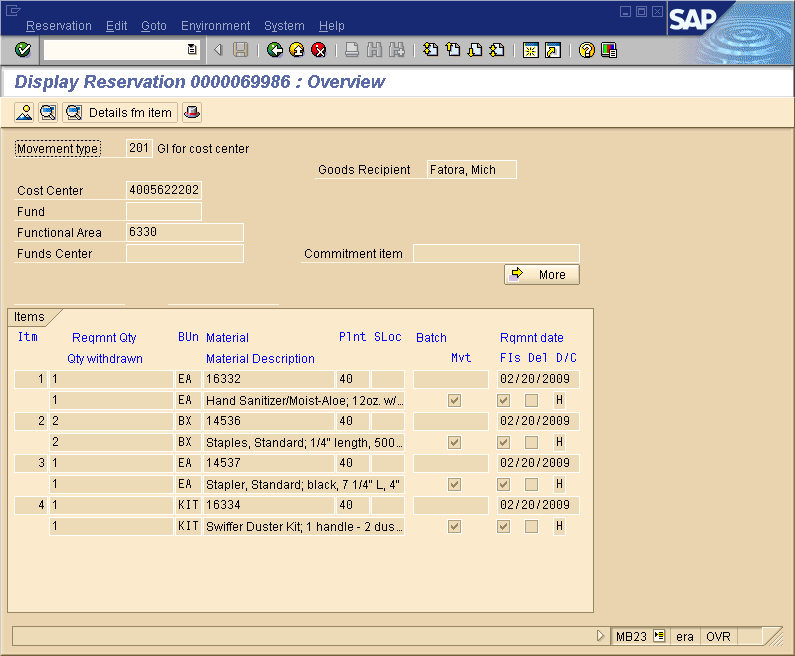 Reservation Edit Goto Environment System Help
SAP
Display Reservation 0000069986 : Overview
Details fm item
Movement type 201 GI for cost center
Goods Recipient Fatora, Mich
Cost Center 4005622202
Fund
Functional Area 6330
Funds Center Commitment item
More
Items
Itm Reqmnt Qty BUn Material Plnt SLoc Batch Rqmnt date
Qty withdrawn Material Description Mvt FIs Del D/C
1 1 EA 16332 40 02/20/2009
1 EA Hand Sanitizer/Moist-Aloe; 12oz. w/... H
2 2 BX 14536 40 02/20/2009
2 BX Staples, Standard; 1/4" length, 500... H
3 1 EA 14537 40 02/20/2009
1 EA Stapler, Standard; black, 7 1/4" L, 4" H
4 1 KIT 16334 40 02/20/2009
1 KIT Swiffer Duster Kit; 1 handle - 2 dus... H
MB23 era OVR